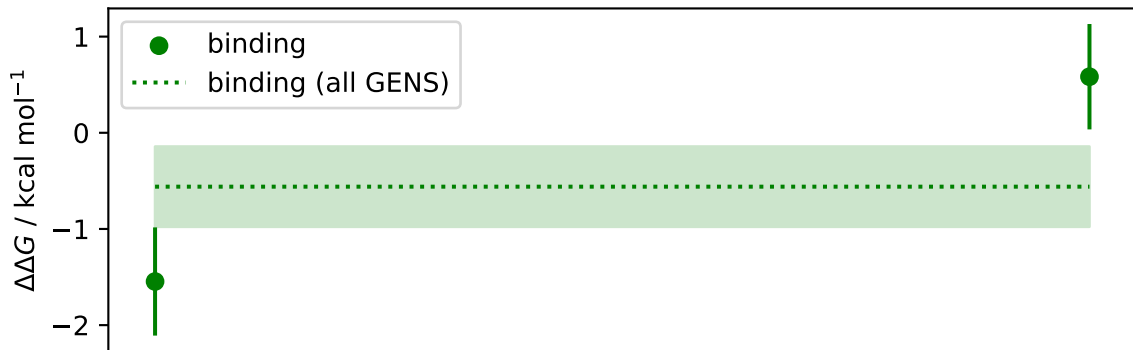 ΔΔG / kcal mol⁻¹
1
0
−1
−2
binding
binding (all GENS)